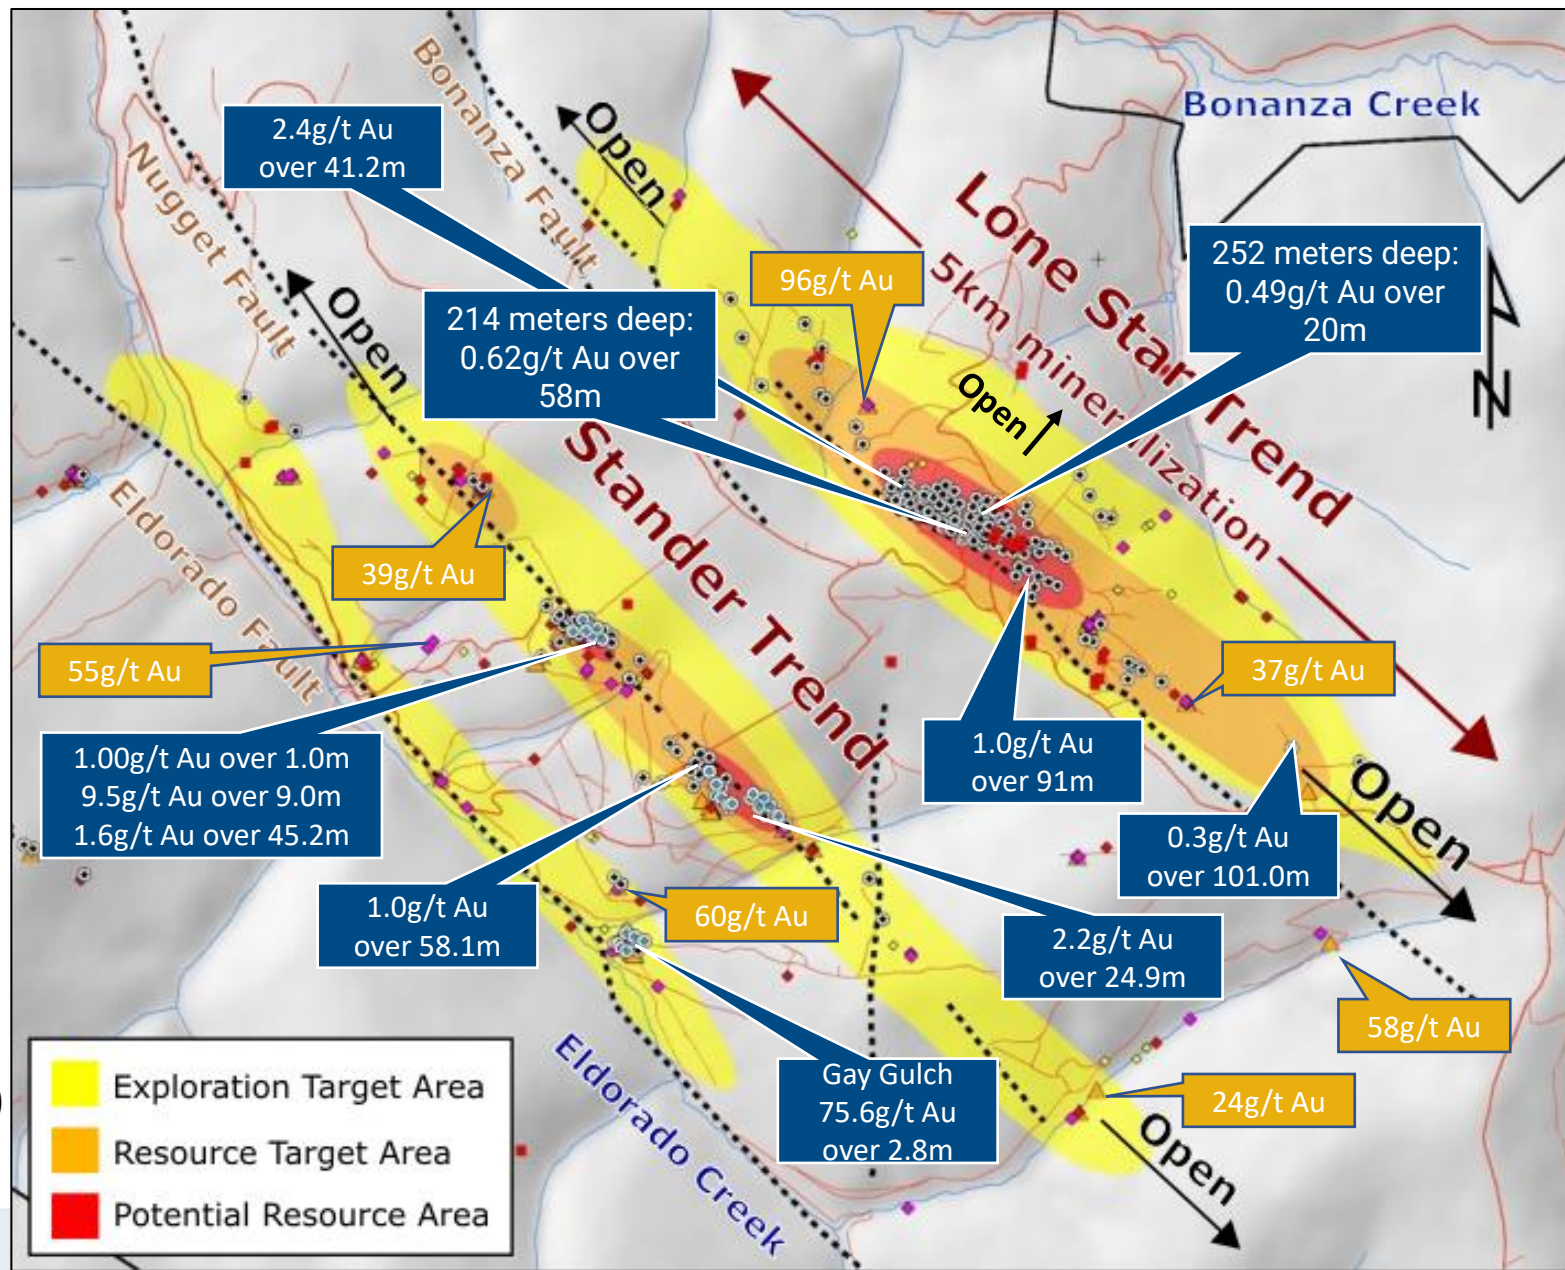 Bonanza Creek
Bonanza Fault
Open
2.4g/t Au
over 41.2m
Nugget Fault
Lone Star Trend
5km mineralization
252 meters deep:
0.49g/t Au over
20m
96g/t Au
Open
214 meters deep:
0.62g/t Au over
58m
Open
N
Stander Trend
Eldorado Fault
39g/t Au
55g/t Au
37g/t Au
1.00g/t Au over 1.0m
9.5g/t Au over 9.0m
1.6g/t Au over 45.2m
1.0g/t Au
over 91m
Open
0.3g/t Au
over 101.0m
1.0g/t Au
over 58.1m
60g/t Au
2.2g/t Au
over 24.9m
58g/t Au
Gay Gulch
75.6g/t Au
over 2.8m
24g/t Au
Open
Eldorado Creek
Exploration Target Area
Resource Target Area
Potential Resource Area
)